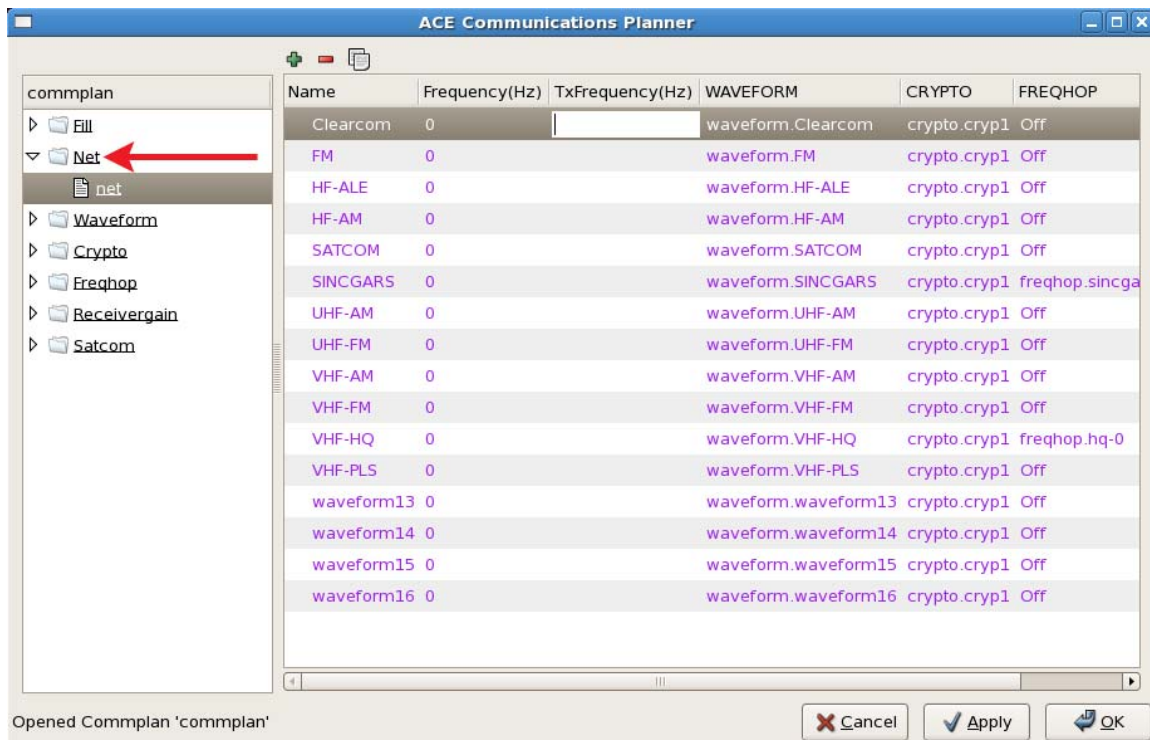 ACE Communications Planner
commplan
Fill
Net
net
Waveform
Crypto
Freqhop
Receivergain
Satcom
Name Frequency(Hz) TxFrequency(Hz) WAVEFORM CRYPTO FREQHOP
Clearcom 0 waveform.Clearcom crypto.cryp1 Off
FM 0 waveform.FM crypto.cryp1 Off
HF-ALE 0 waveform.HF-ALE crypto.cryp1 Off
HF-AM 0 waveform.HF-AM crypto.cryp1 Off
SATCOM 0 waveform.SATCOM crypto.cryp1 Off
SINCGARS 0 waveform.SINCGARS crypto.cryp1 freqhop.sincga
UHF-AM 0 waveform.UHF-AM crypto.cryp1 Off
UHF-FM 0 waveform.UHF-FM crypto.cryp1 Off
VHF-AM 0 waveform.VHF-AM crypto.cryp1 Off
VHF-FM 0 waveform.VHF-FM crypto.cryp1 Off
VHF-HQ 0 waveform.VHF-HQ crypto.cryp1 freqhop.hq-0
VHF-PLS 0 waveform.VHF-PLS crypto.cryp1 Off
waveform13 0 waveform.waveform13 crypto.cryp1 Off
waveform14 0 waveform.waveform14 crypto.cryp1 Off
waveform15 0 waveform.waveform15 crypto.cryp1 Off
waveform16 0 waveform.waveform16 crypto.cryp1 Off
Opened Commplan 'commplan'
Cancel Apply OK